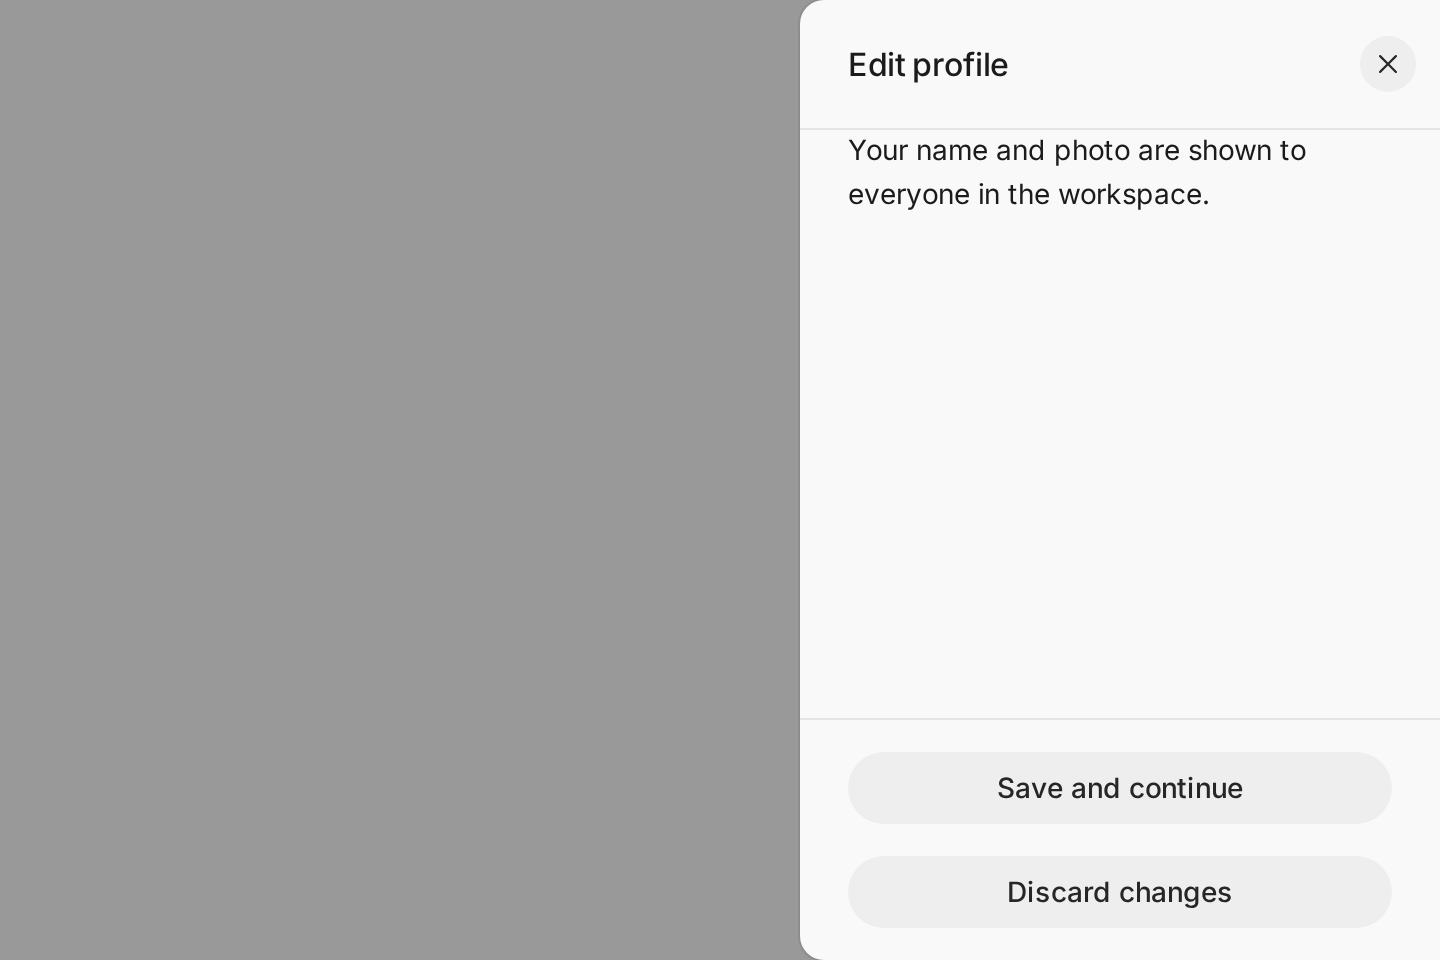 Edit profile
Your name and photo are shown to
everyone in the workspace.
Save and continue
Discard changes